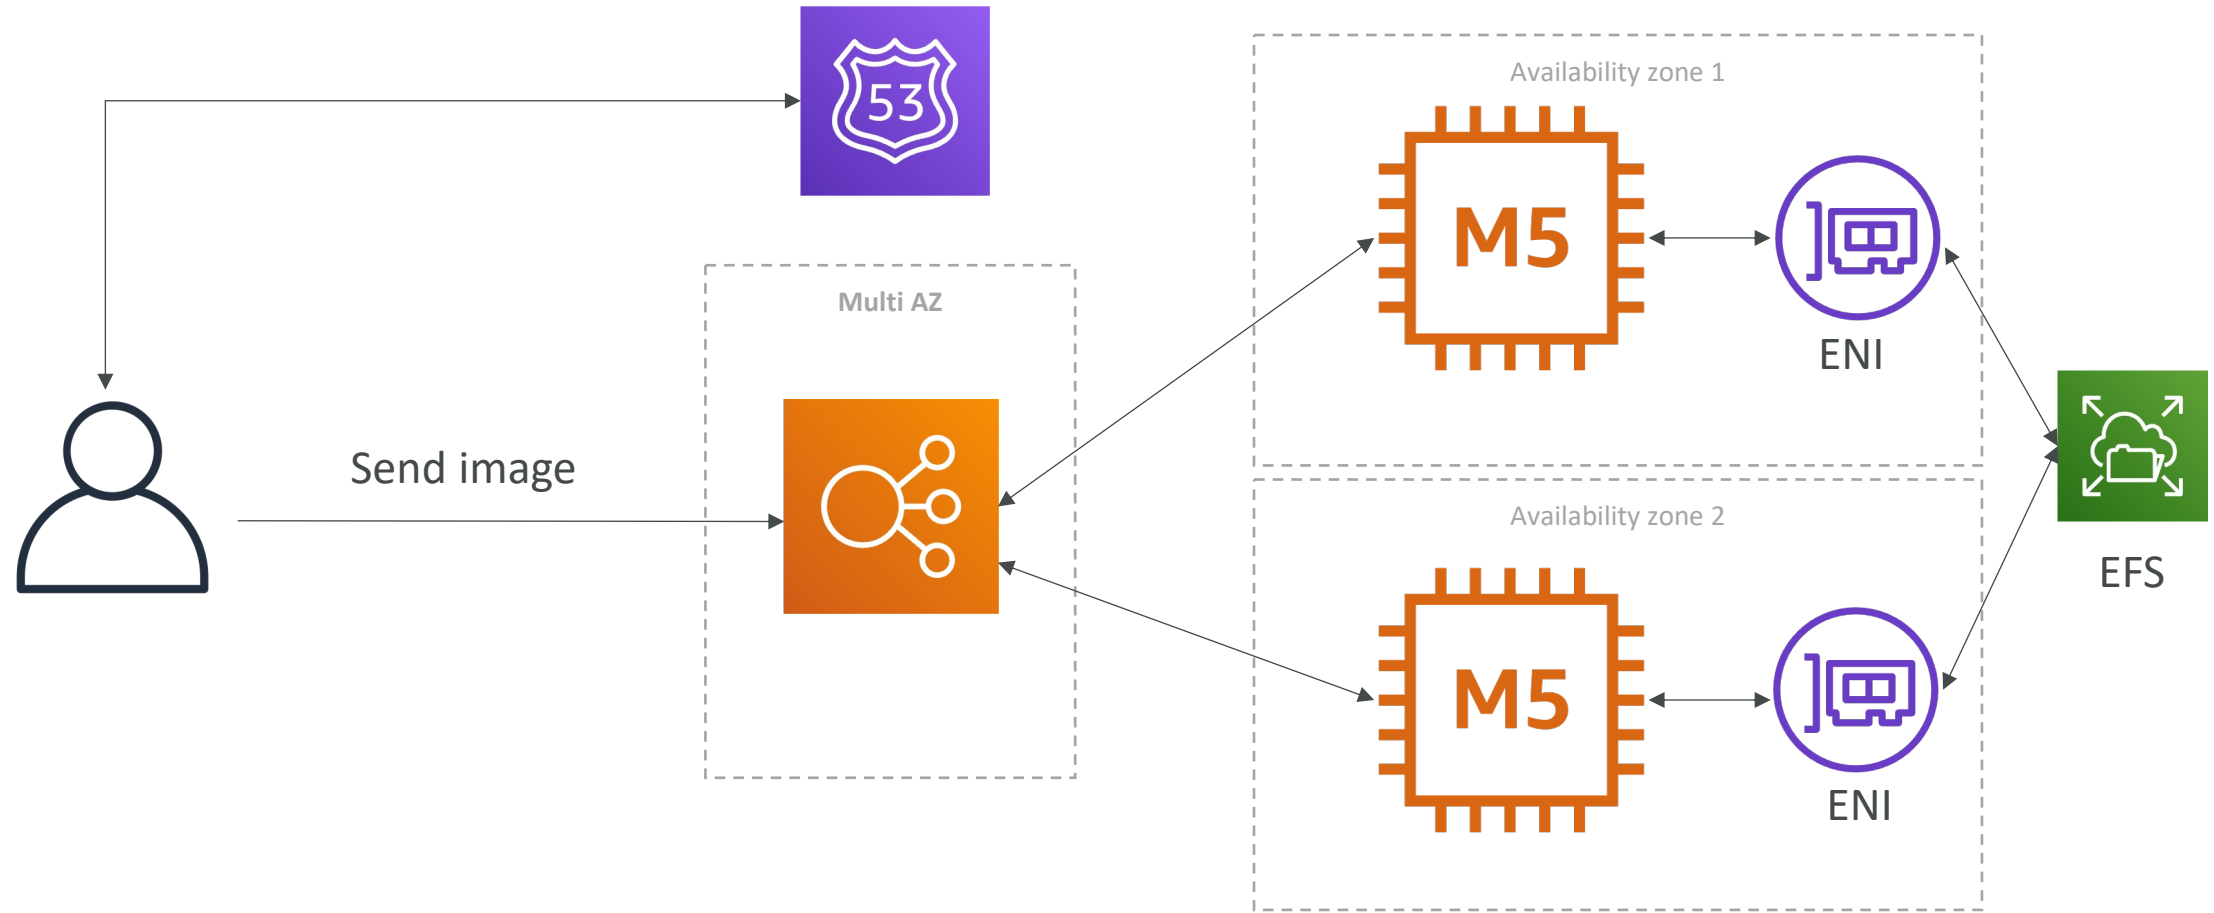 53
Availability zone 1
M5
ENI
Multi AZ
Send image
Availability zone 2
M5
ENI
EFS